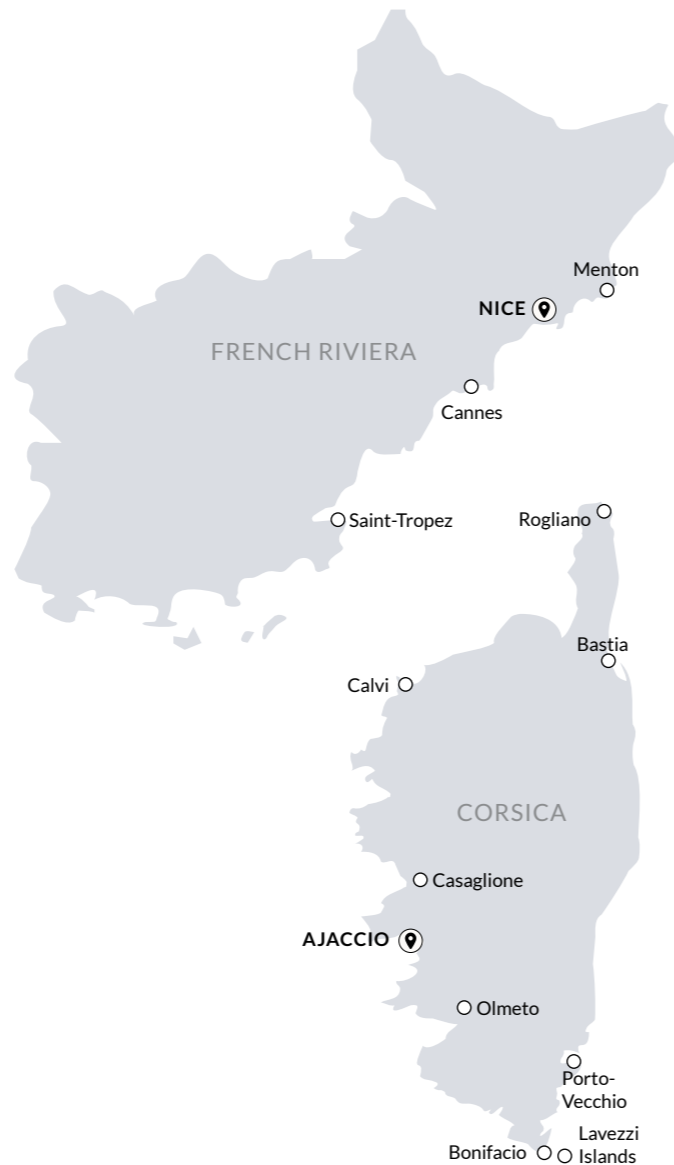 Menton
NICE
FRENCH RIVIERA
Cannes
Saint-Tropez
Rogliano
Bastia
Calvi
CORSICA
Casaglione
AJACCIO
Olmeto
Porto-
Vecchio
Bonifacio
Lavezzi
Islands